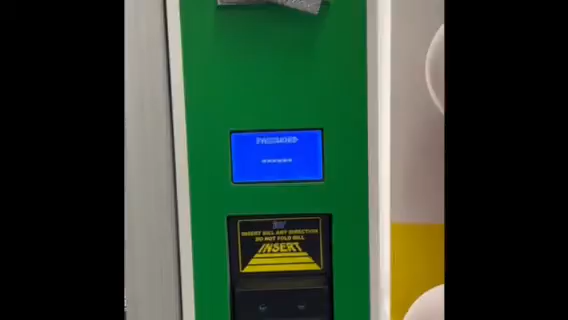 PASSWORD
******
INSERT BILL ANY DIRECTION
DO NOT FOLD BILL
INSERT